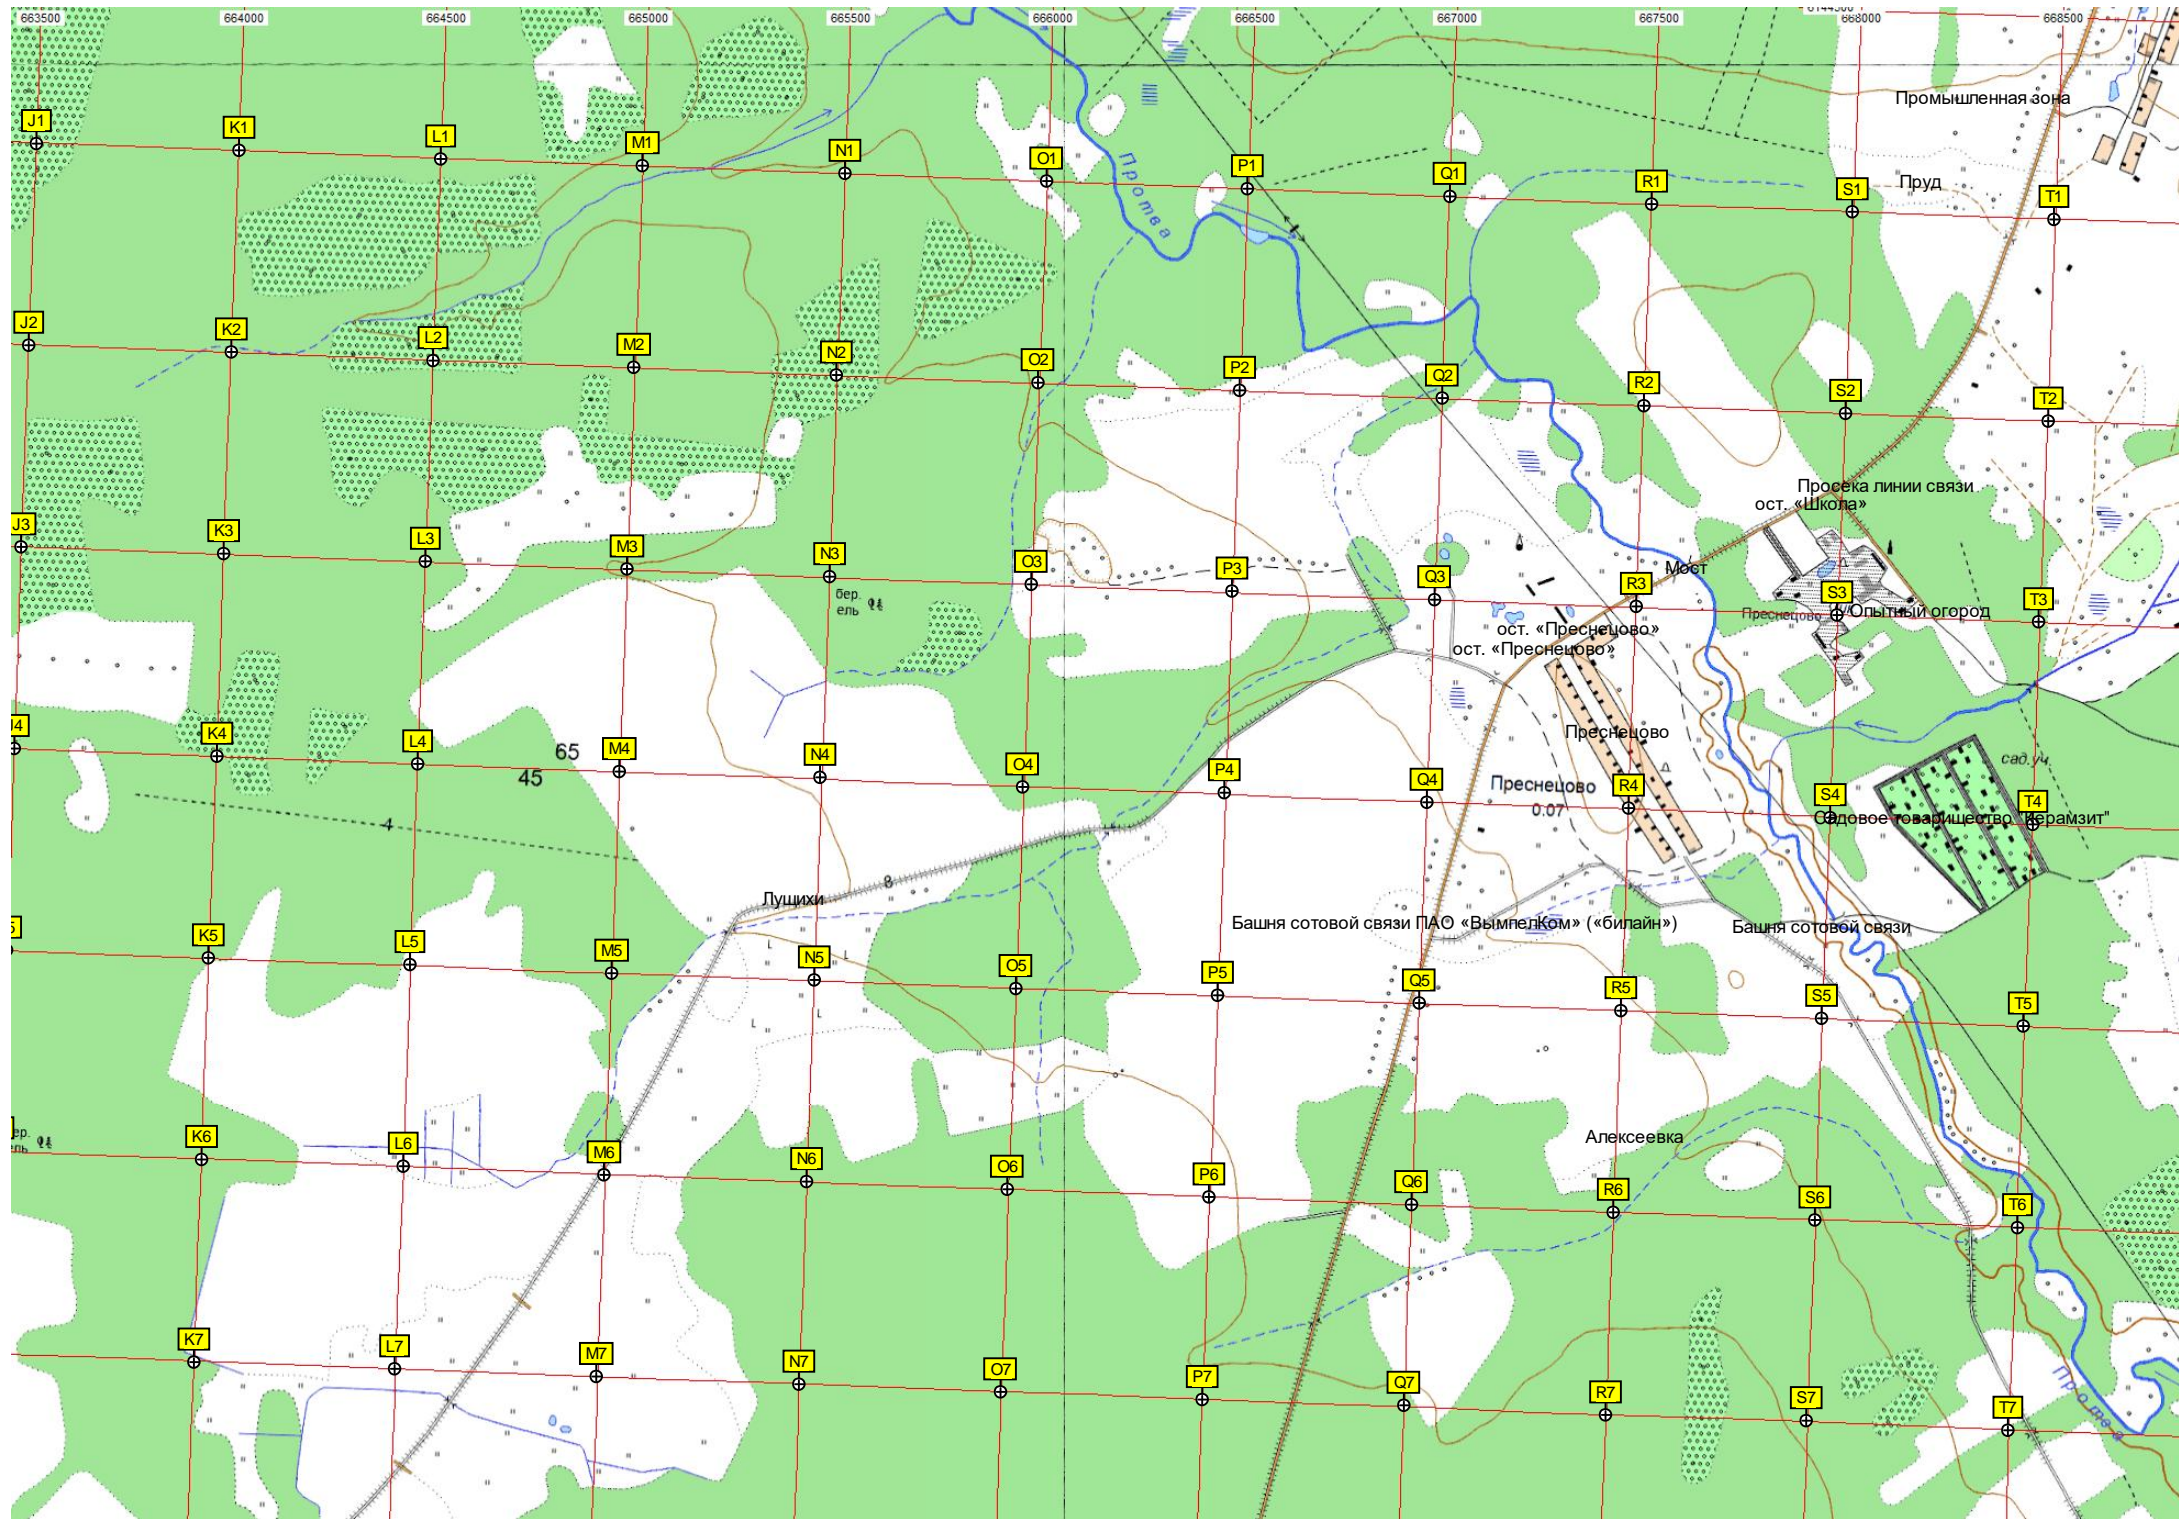 663500 664000 664500 665000 665500 666000 666500 667000 667500 668000 668500
Промышленная зона
J1 K1 L1 M1 N1 O1 P1 Q1 R1 S1 T1
Протва
Пруд
J2 K2 L2 M2 N2 O2 P2 Q2 R2 S2 T2
Просека линии связи
ост. «Школа»
J3 K3 L3 M3 N3 O3 P3 Q3 R3 S3 T3
Мост
бер.
ель
Преснецово
Опытный огород
ост. «Преснецово»
ост. «Преснецово»
Преснецово
K4 L4 M4 N4 O4 P4 Q4 R4 S4 T4
65
45
сад.уч.
Преснецово
0.07
4
Садовое товарищество "Керамзит"
8
Лущихи
Башня сотовой связи ПАО «ВымпелКом» («билайн»)
Башня сотовой связи
K5 L5 M5 N5 O5 P5 Q5 R5 S5 T5
Алексеевка
K6 L6 M6 N6 O6 P6 Q6 R6 S6 T6
K7 L7 M7 N7 O7 P7 Q7 R7 S7 T7
Протва